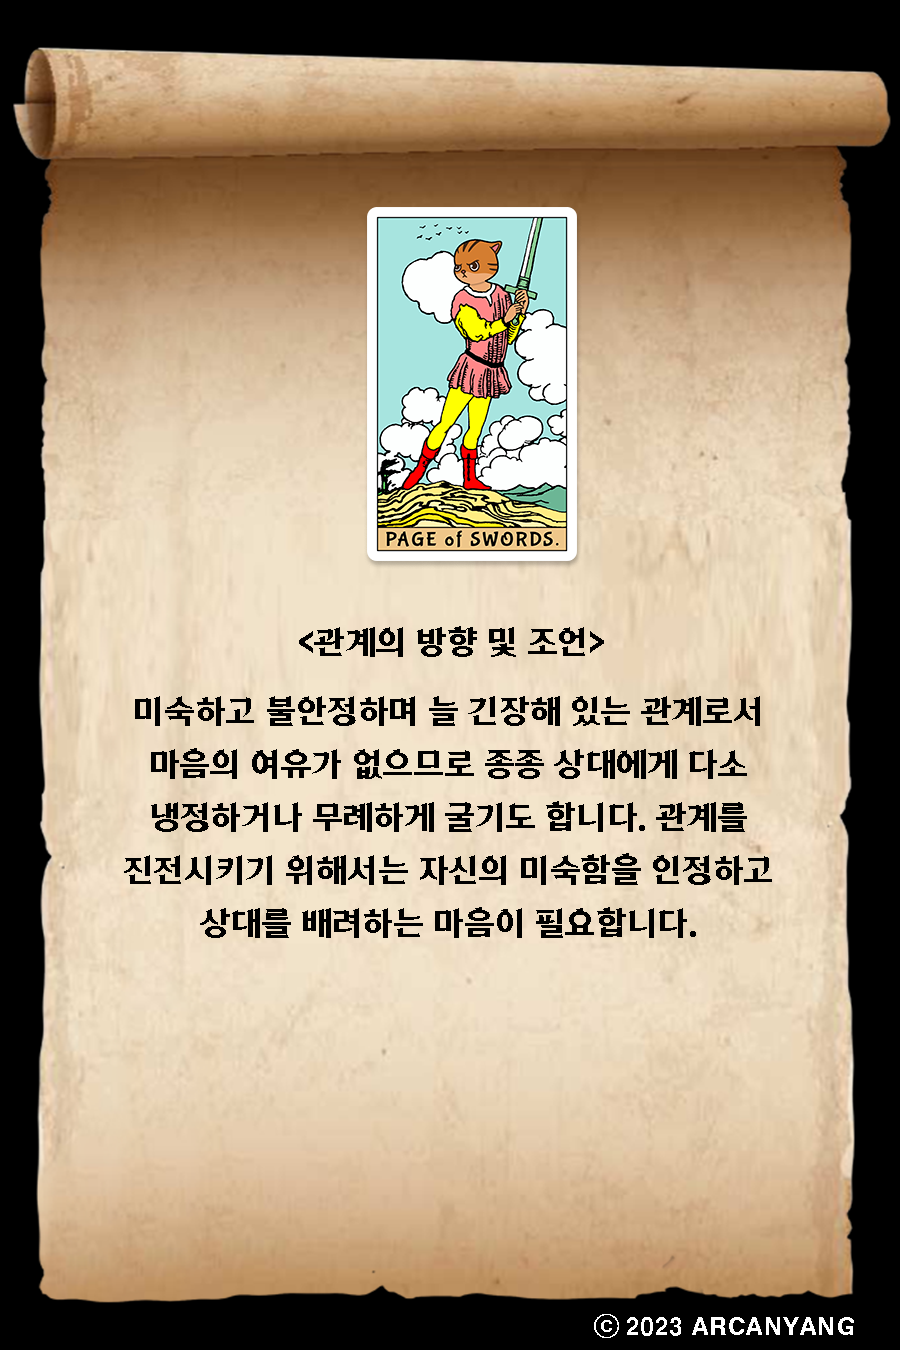 PAGE of SWORDS.
<관계의 방향 및 조언>
미숙하고 불안정하며 늘 긴장해 있는 관계로서
마음의 여유가 없으므로 종종 상대에게 다소
냉정하거나 무례하게 굴기도 합니다. 관계를
진전시키기 위해서는 자신의 미숙함을 인정하고
상대를 배려하는 마음이 필요합니다.
ⓒ 2023 ARCANYANG